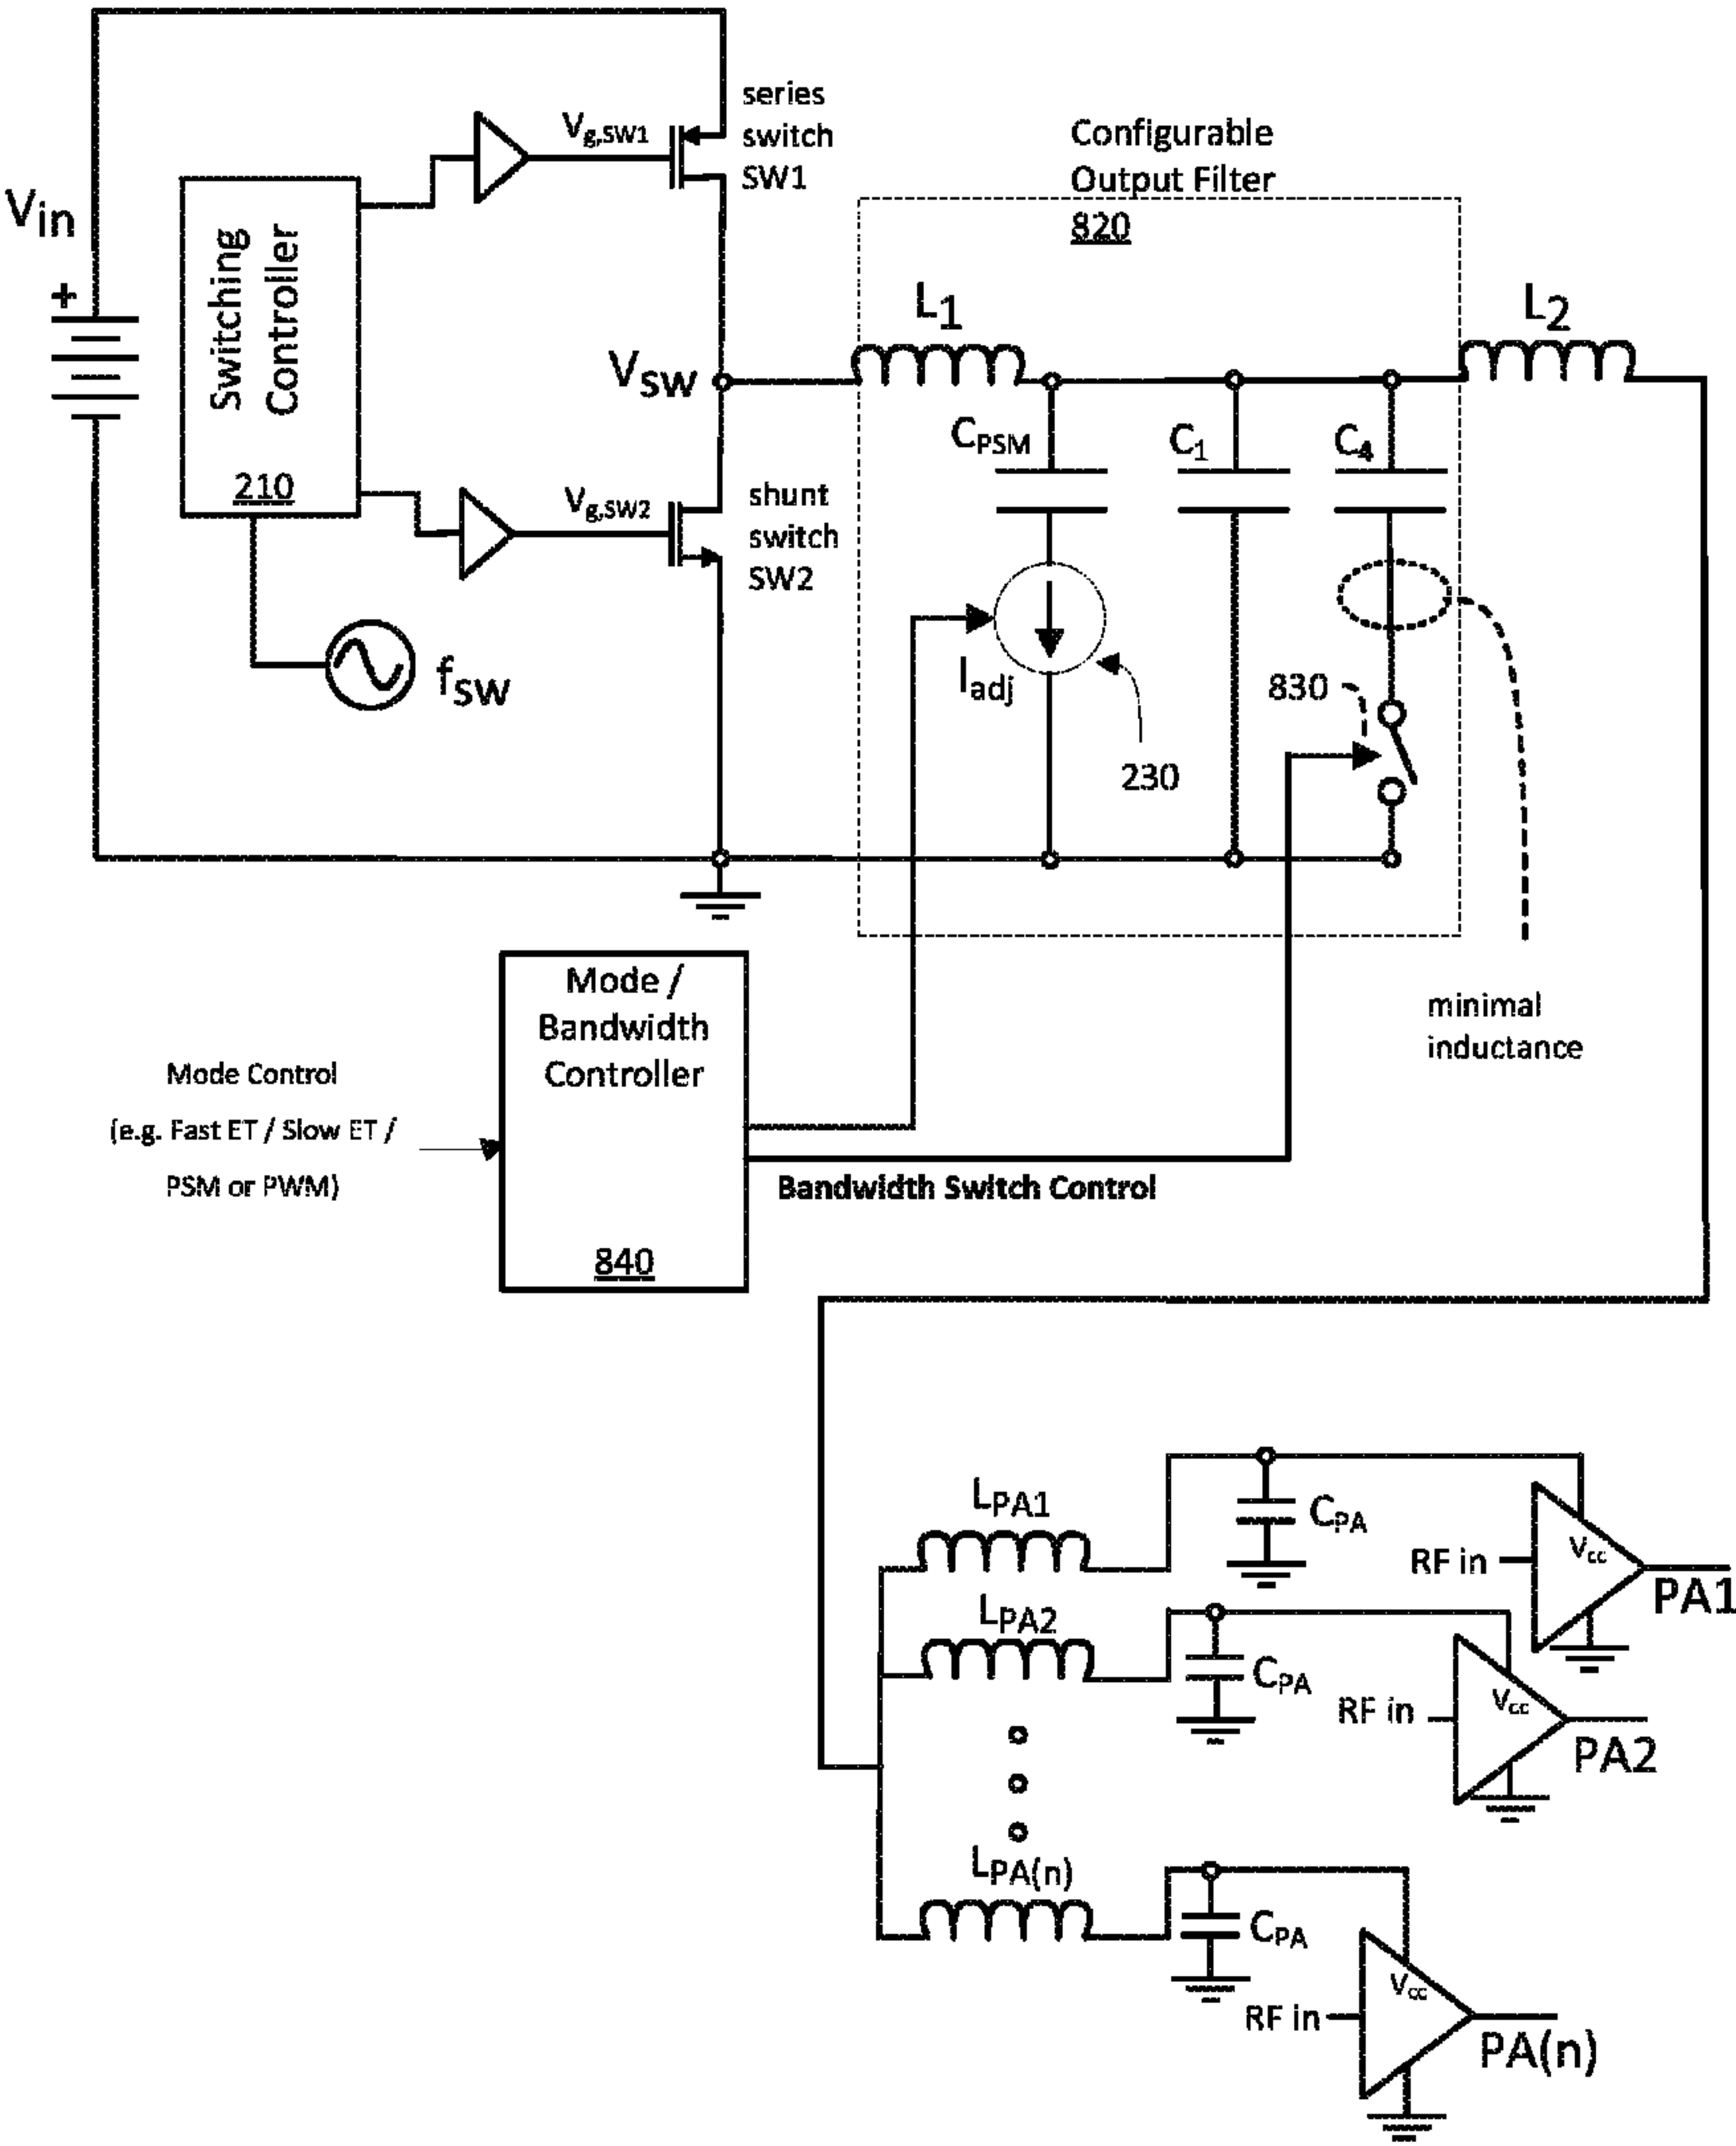 series
switch
SW1
Vg,SW1
Configurable
Output Filter
820
Vin
+
Switching
Controller
210
L1
L2
VSW
CPSM
C1
C4
Vg,SW2
shunt
switch
SW2
fSW
Iadj
830
230
Mode /
Bandwidth
Controller
840
minimal
inductance
Mode Control
(e.g. Fast ET / Slow ET /
PSM or PWM)
Bandwidth Switch Control
LPA1
CPA
RF in
Vcc
PA1
LPA2
CPA
RF in
Vcc
PA2
LPA(n)
CPA
RF in
Vcc
PA(n)